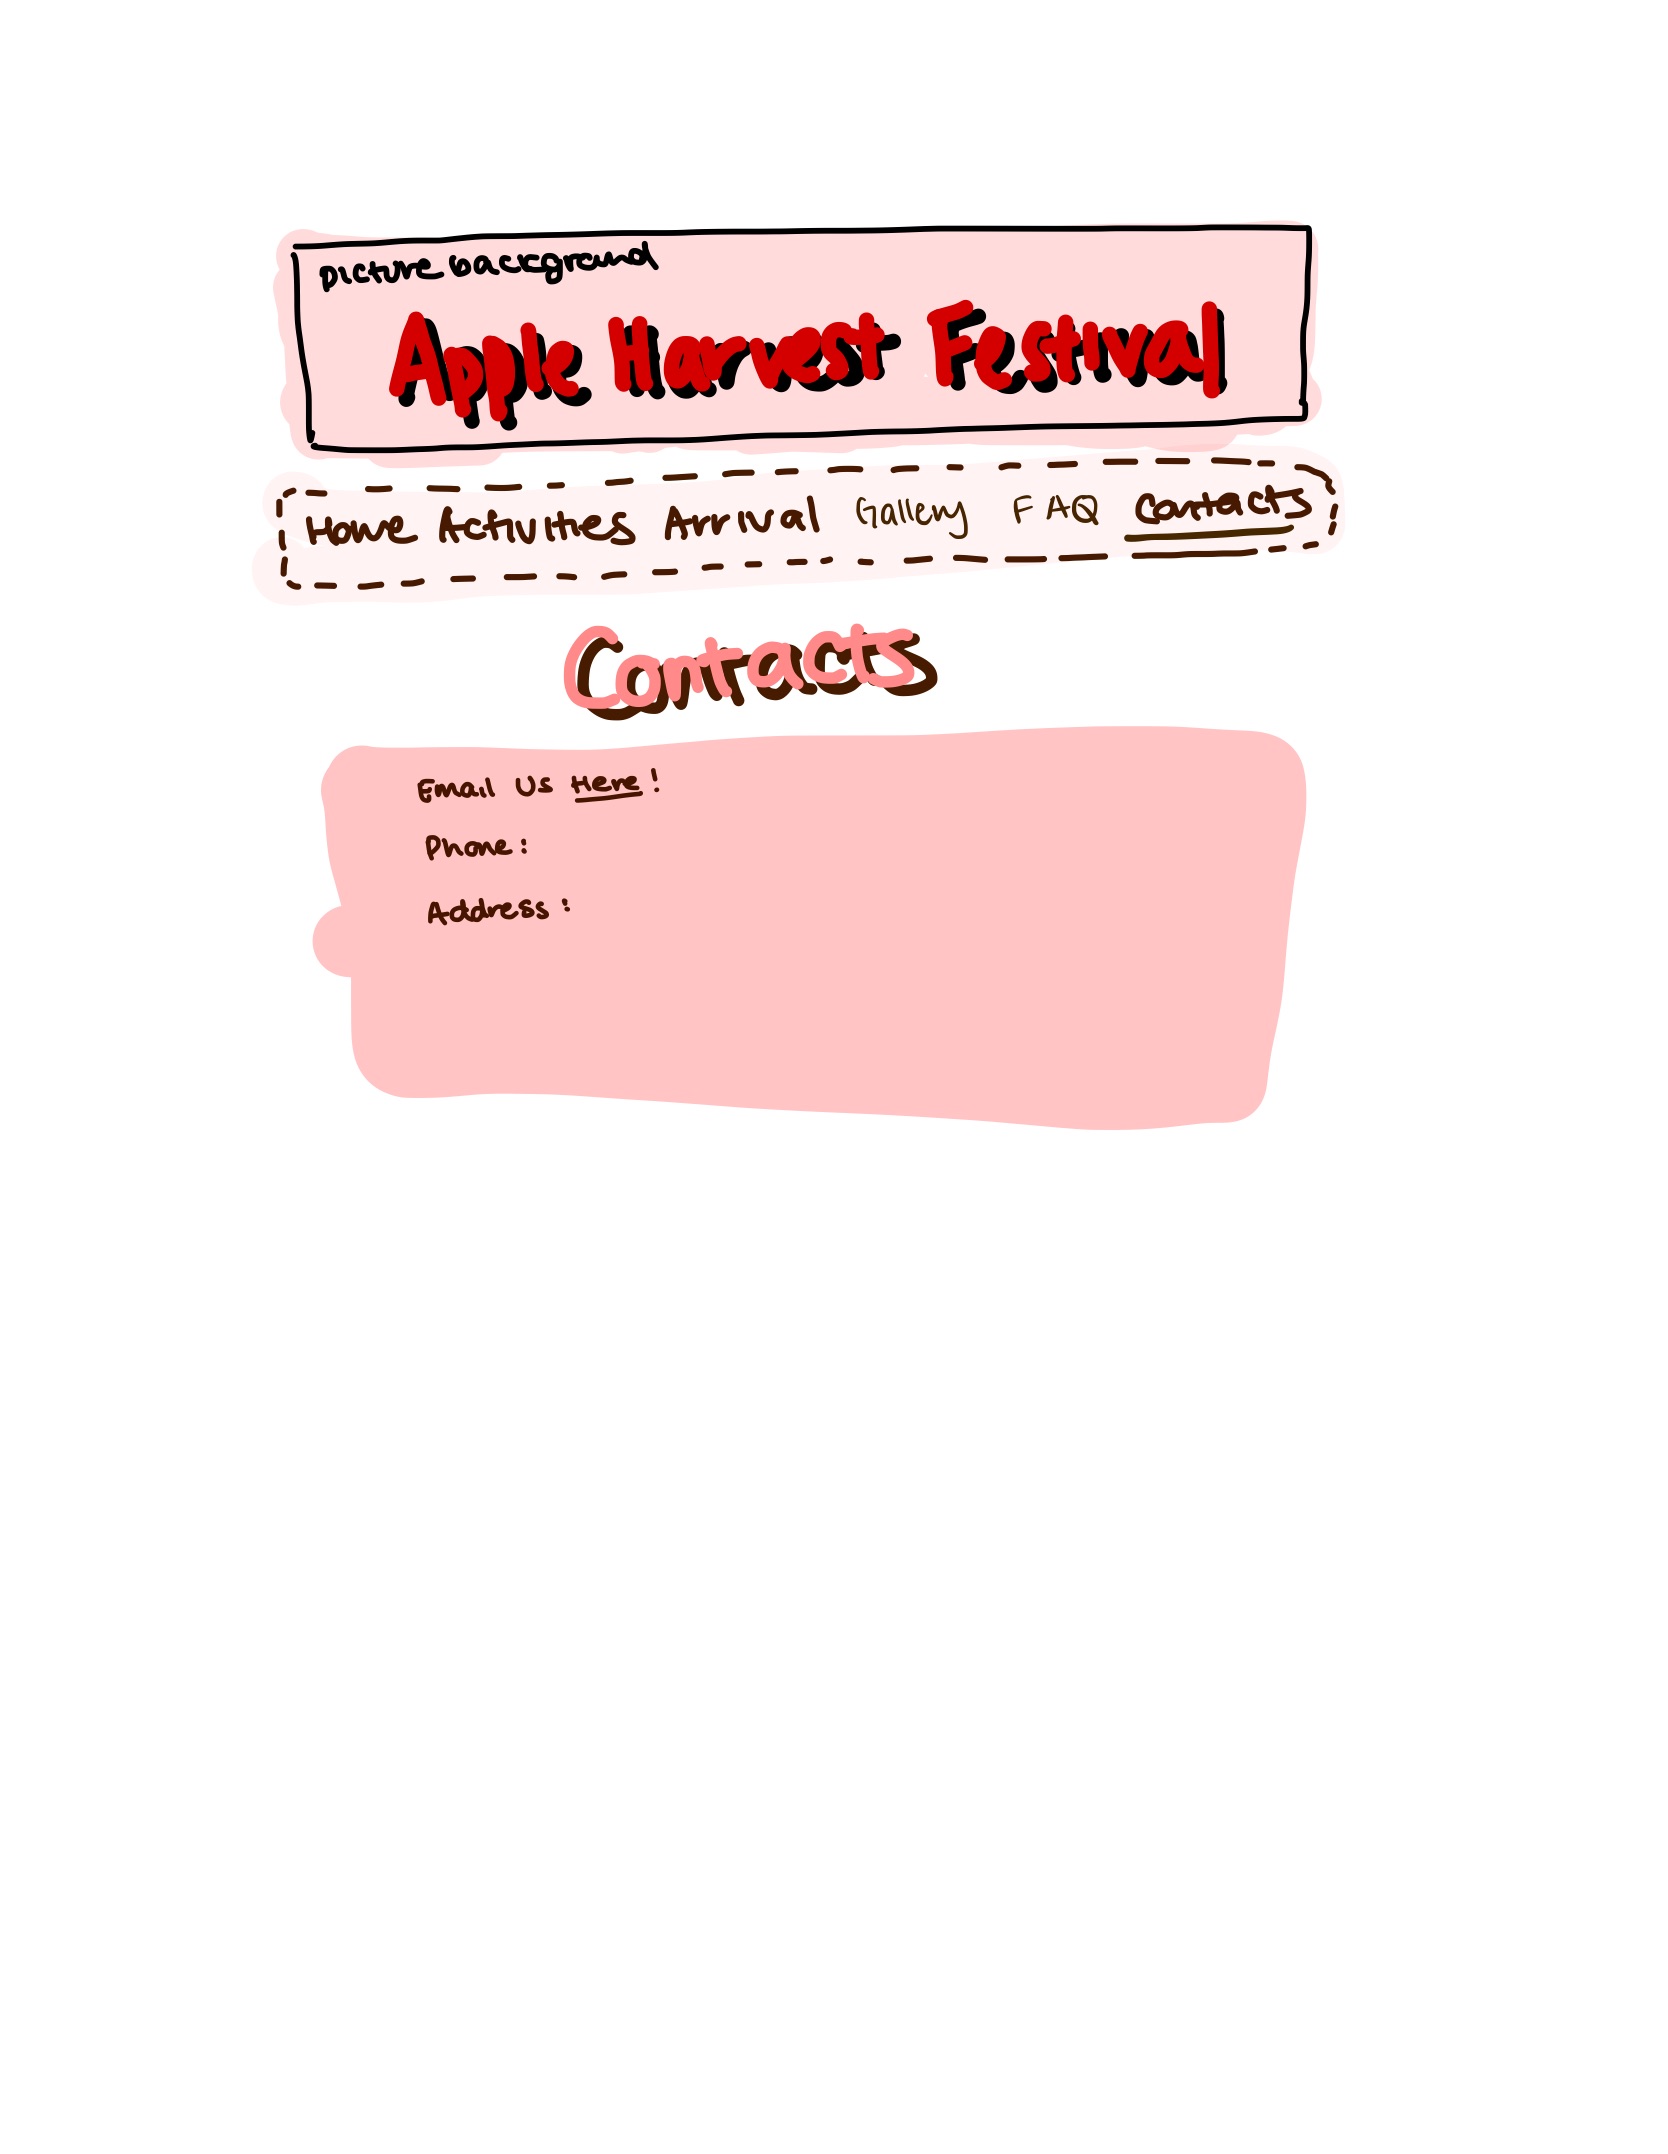 picture background
Apple Harvest Festival
Home Activities Arrival Gallery FAQ Contacts
Contacts
Email Us Here!
Phone:
Address: